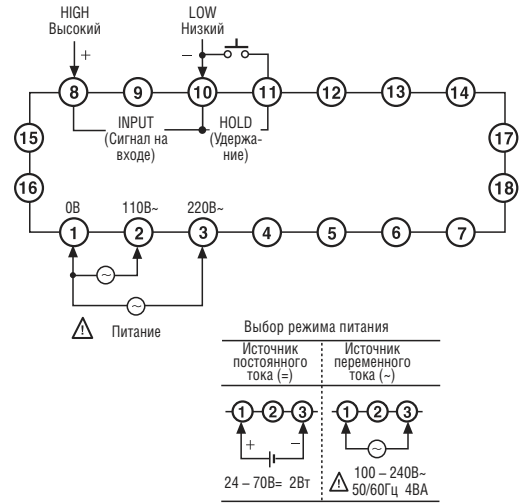 HIGH
Высокий
LOW
Низкий
+
–
8 9 10 11 12 13 14
INPUT
(Сигнал на
входе)
HOLD
(Удержа-
ние)
15
16
17
18
0В 110В~ 220В~
1 2 3 4 5 6 7
~
~
! Питание
Выбор режима питания
Источник
постоянного
тока (=)
Источник
переменного
тока (~)
1 2 3
+ –
24 – 70В= 2Вт
1 2 3
~
! 100 – 240В~
50/60Гц 4ВА